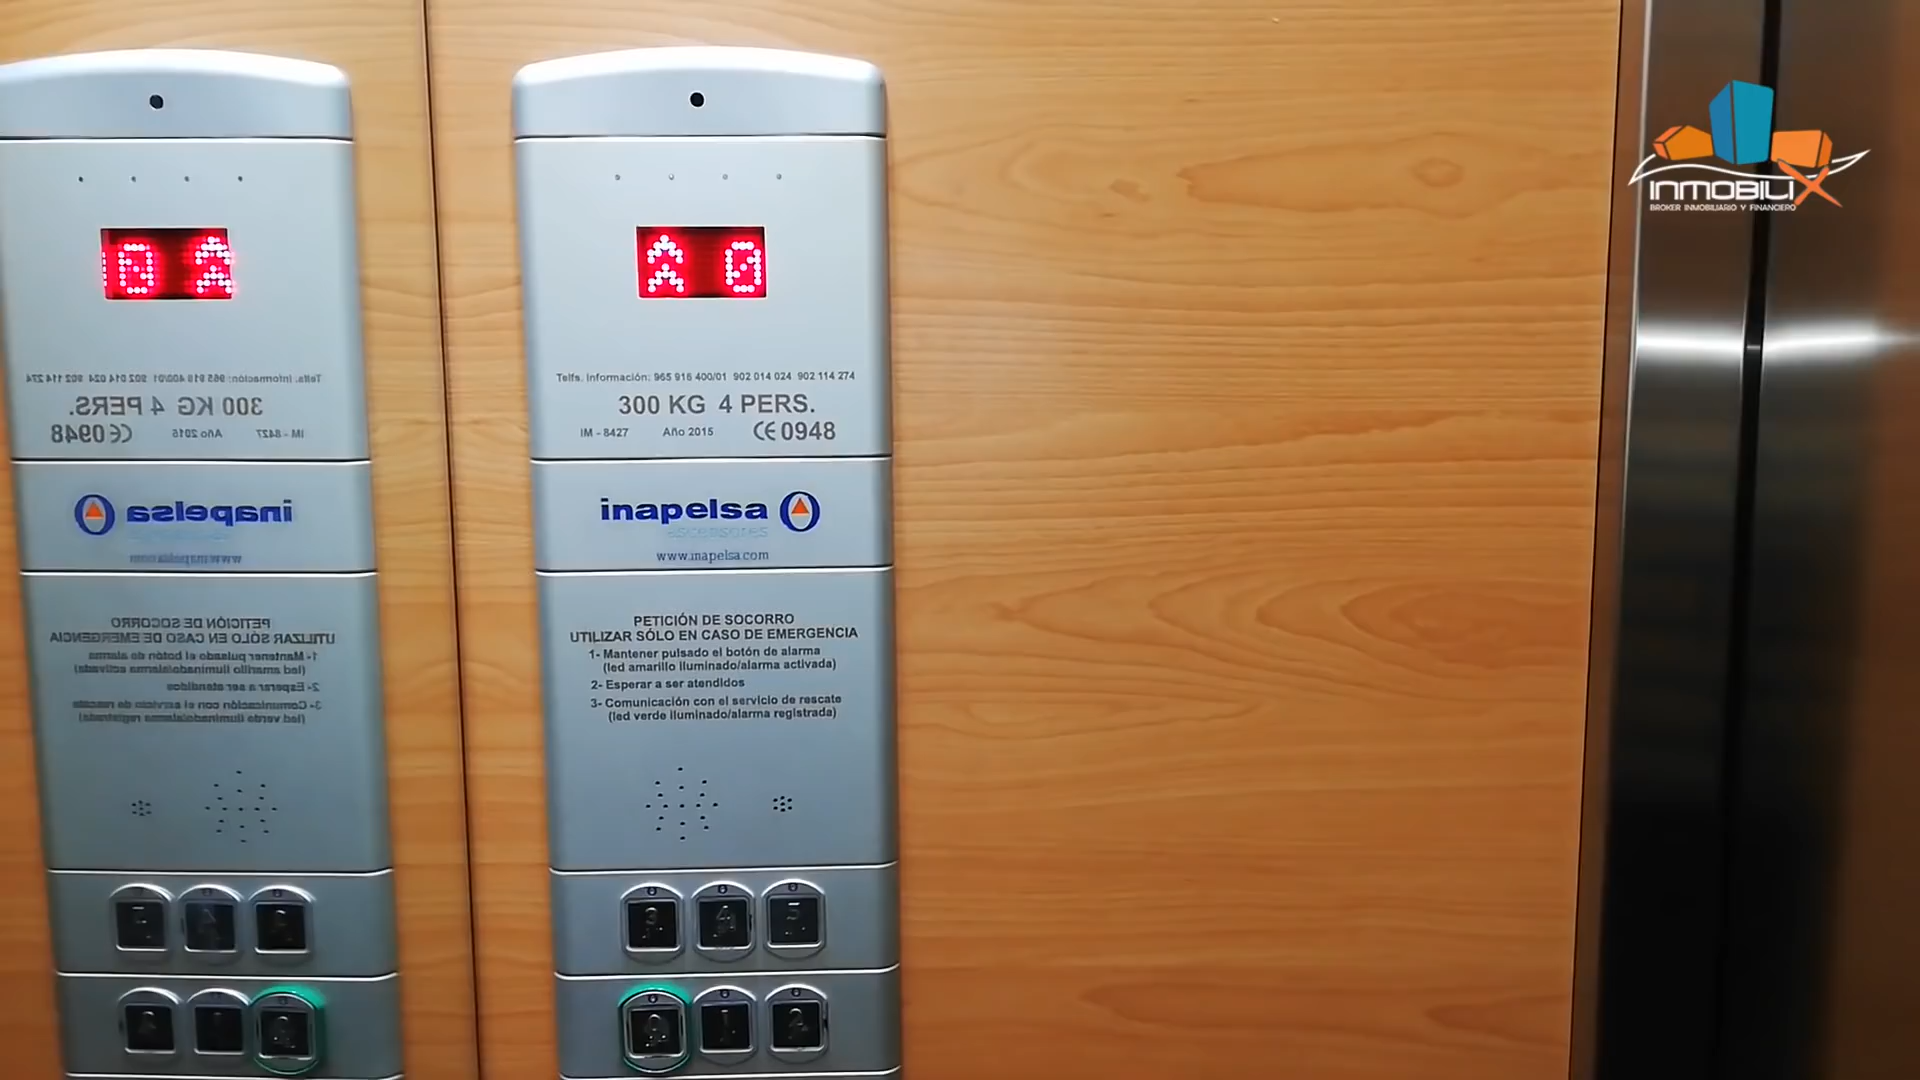 INMOBILIX
BROKER INMOBILIARIO Y FINANCIERO
0
Telfs. Información: 965 916 400/01 902 014 024 902 114 274
300 KG 4 PERS.
IM - 8427 Año 2015 CE 0948
inapelsa
ascensores
www.inapelsa.com
PETICIÓN DE SOCORRO
UTILIZAR SÓLO EN CASO DE EMERGENCIA
1- Mantener pulsado el botón de alarma
(led amarillo iluminado/alarma activada)
2- Esperar a ser atendidos
3- Comunicación con el servicio de rescate
(led verde iluminado/alarma registrada)
3 4 5
0 1 2